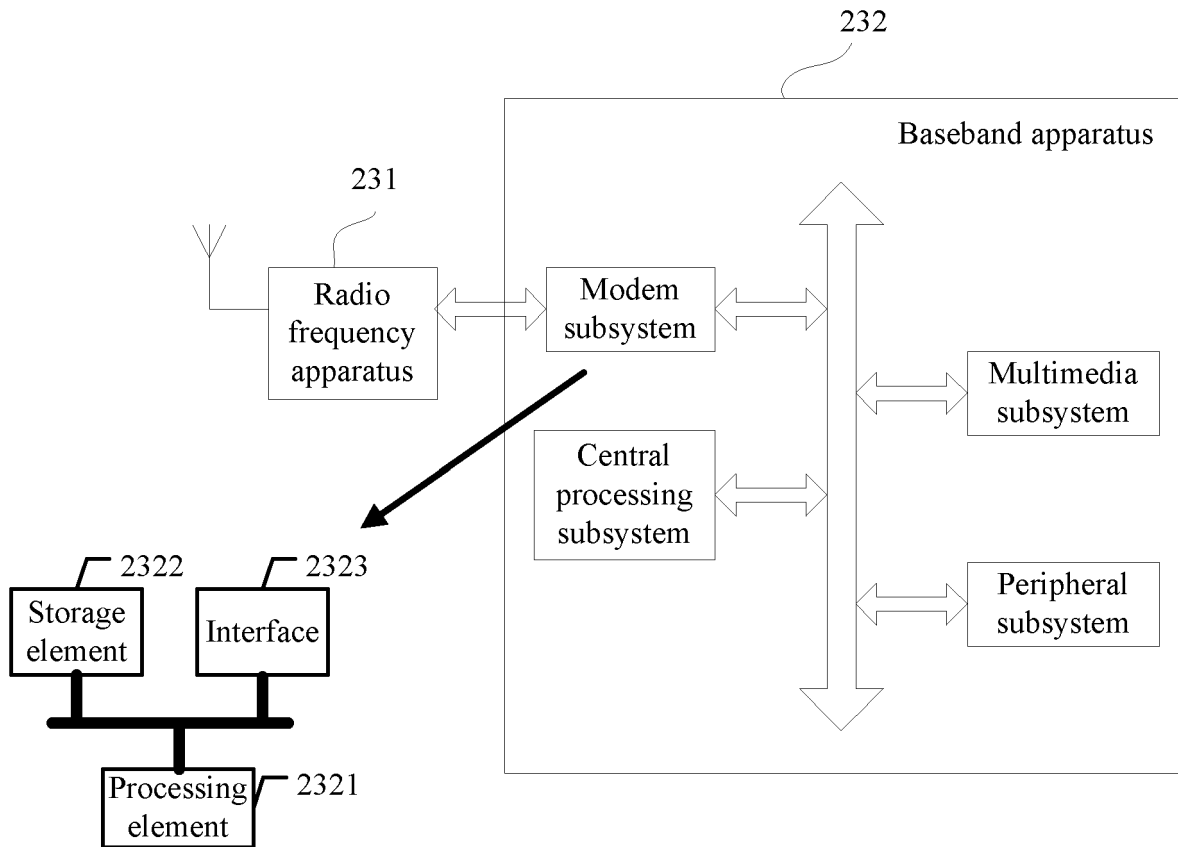 232
Baseband apparatus
231
Radio
frequency
apparatus
Modem
subsystem
Multimedia
subsystem
Central
processing
subsystem
Peripheral
subsystem
2322
Storage
element
2323
Interface
2321
Processing
element